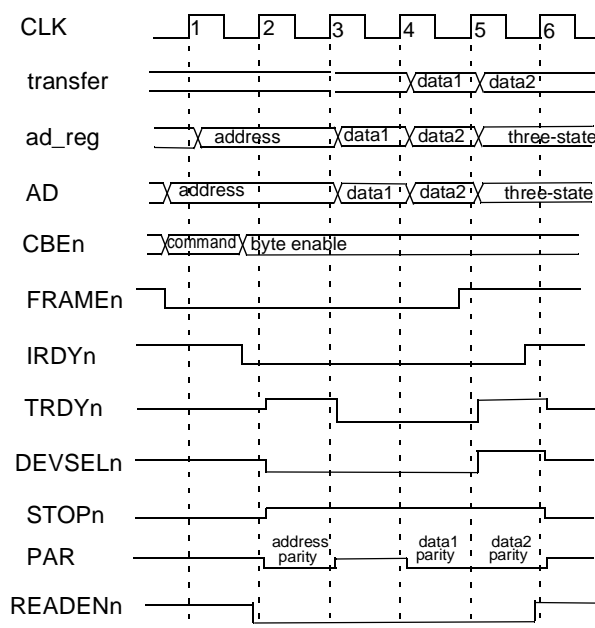 CLK 1 2 3 4 5 6
transfer data1 data2
ad_reg address data1 data2 three-state
AD address data1 data2 three-state
CBEn command byte enable
FRAMEn
IRDYn
TRDYn
DEVSELn
STOPn
PAR address parity data1 parity data2 parity
READENn